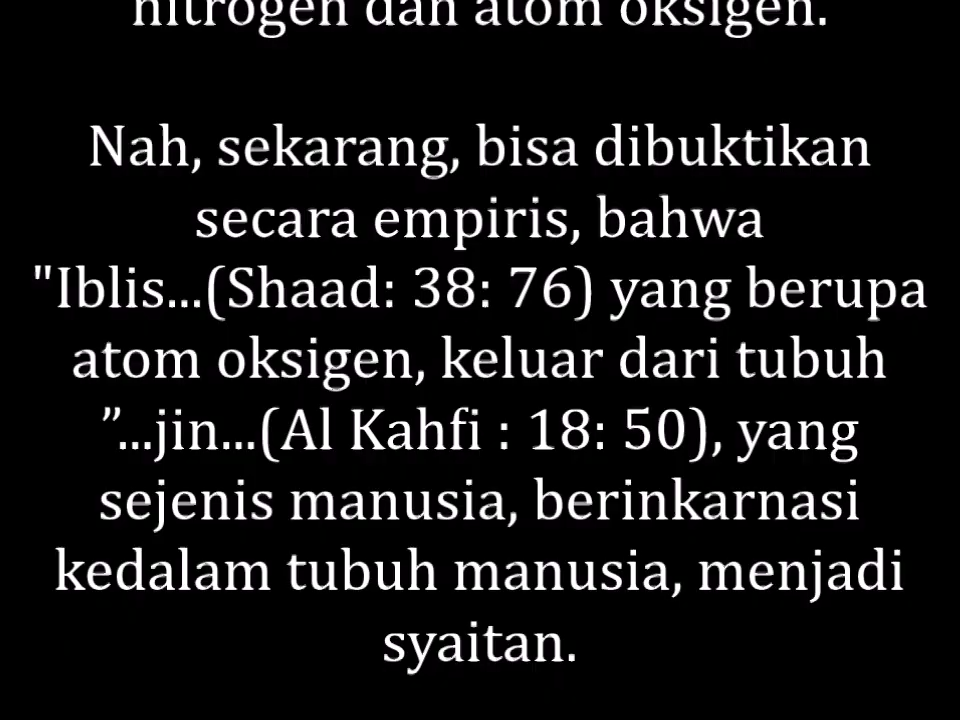 nitrogen dan atom oksigen.
Nah, sekarang, bisa dibuktikan
secara empiris, bahwa
"Iblis...(Shaad: 38: 76) yang berupa
atom oksigen, keluar dari tubuh
”...jin...(Al Kahfi : 18: 50), yang
sejenis manusia, berinkarnasi
kedalam tubuh manusia, menjadi
syaitan.